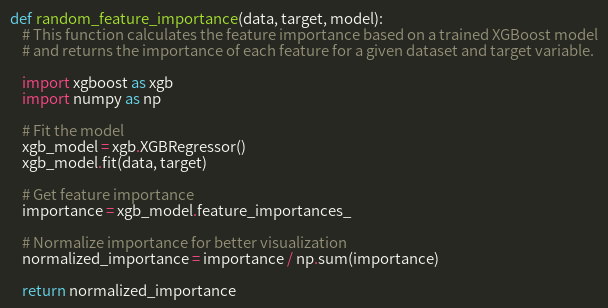 def random_feature_importance(data, target, model):
# This function calculates the feature importance based on a trained XGBoost model
# and returns the importance of each feature for a given dataset and target variable.
import xgboost as xgb
import numpy as np
# Fit the model
xgb_model = xgb.XGBRegressor()
xgb_model.fit(data, target)
# Get feature importance
importance = xgb_model.feature_importances_
# Normalize importance for better visualization
normalized_importance = importance / np.sum(importance)
return normalized_importance